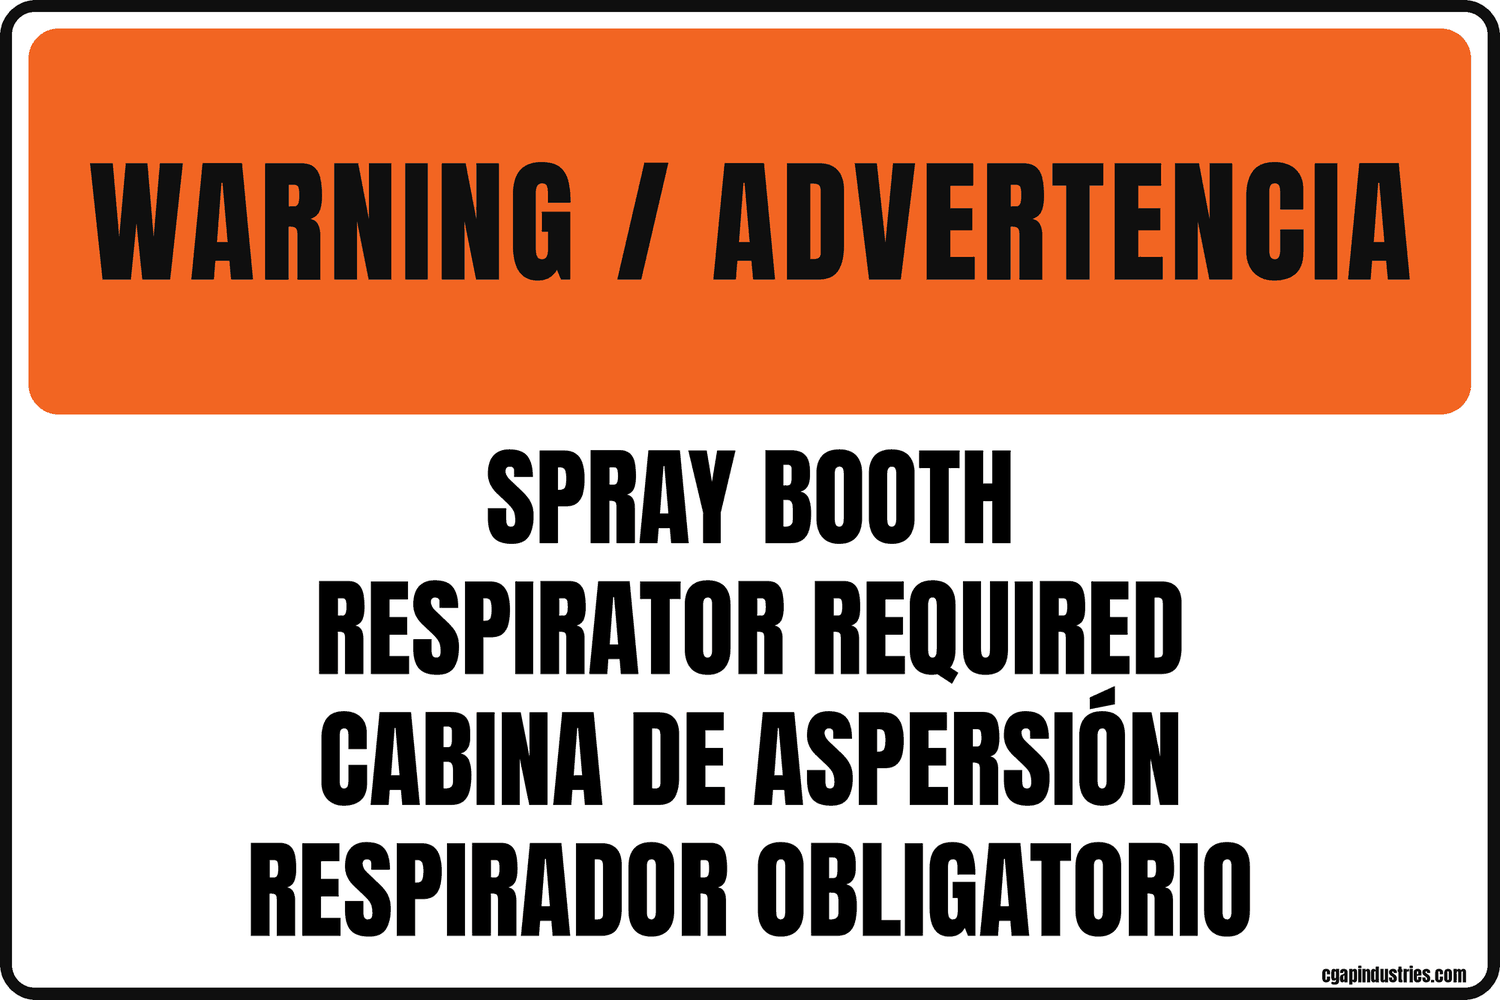 WARNING / ADVERTENCIA
SPRAY BOOTH
RESPIRATOR REQUIRED
CABINA DE ASPERSIÓN
RESPIRADOR OBLIGATORIO
cgapindustries.com